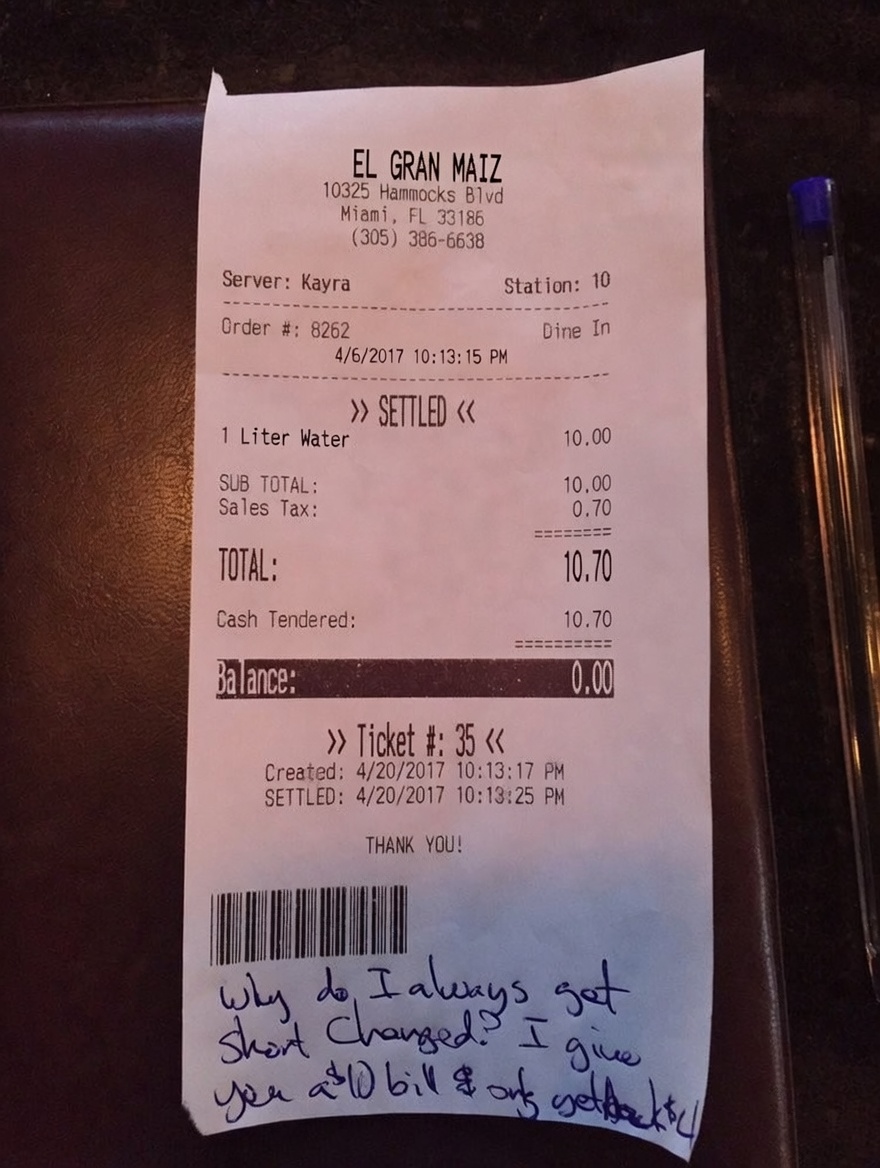 EL GRAN MAIZ
10325 Hammocks Blvd
Miami, FL 33186
(305) 386-6638
Server: Kayra Station: 10
Order #: 8262 Dine In
4/6/2017 10:13:15 PM
>> SETTLED <<
1 Liter Water 10.00
SUB TOTAL: 10.00
Sales Tax: 0.70
========
TOTAL: 10.70
Cash Tendered: 10.70
=========
Balance: 0.00
>> Ticket #: 35 <<
Created: 4/20/2017 10:13:17 PM
SETTLED: 4/20/2017 10:13:25 PM
THANK YOU!
Why do I always get
short changed? I give
you a $10 bill & only get back $4